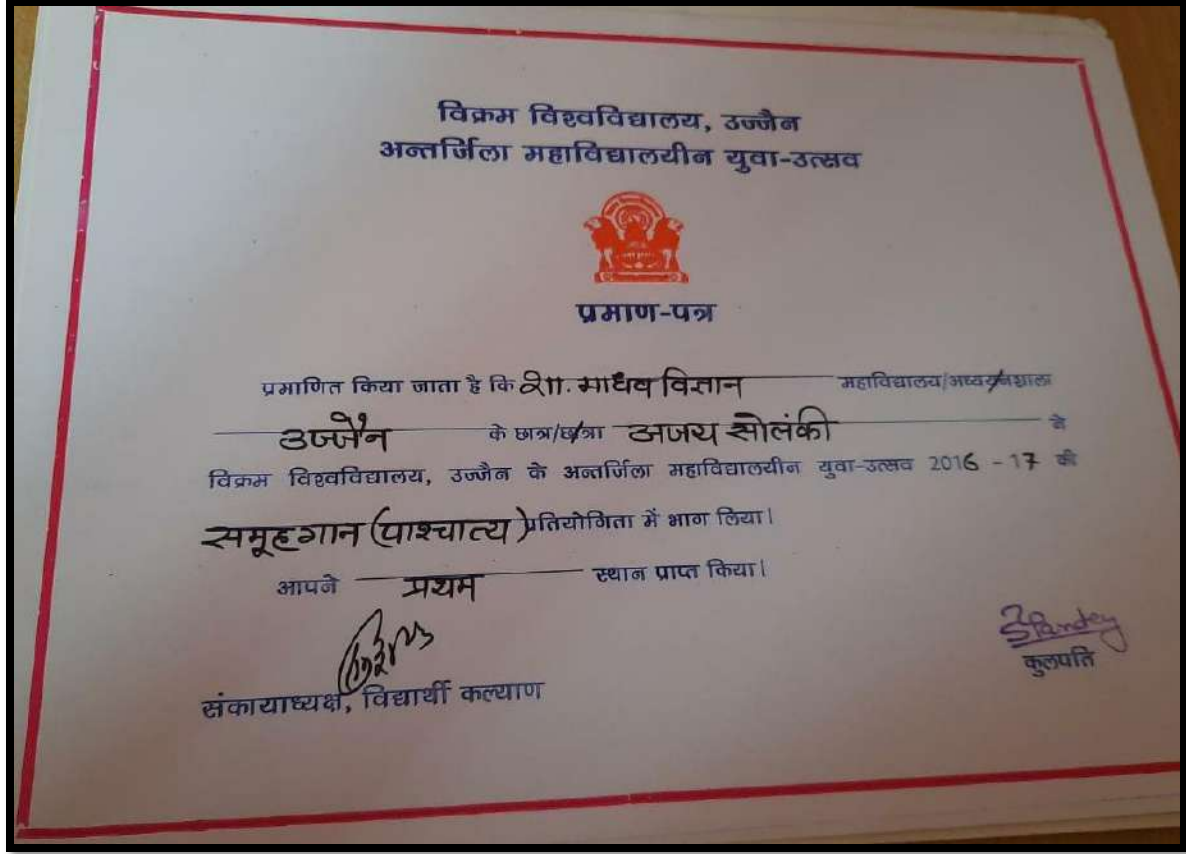 विक्रम विश्वविद्यालय, उज्जैन
अन्तर्जिला महाविद्यालयीन युवा-उत्सव
प्रमाण-पत्र
प्रमाणित किया जाता है कि शा. माधव विज्ञान महाविद्यालय/अध्ययनशाला
उज्जैन के छात्र/छात्रा अजय सोलंकी ने
विक्रम विश्वविद्यालय, उज्जैन के अन्तर्जिला महाविद्यालयीन युवा-उत्सव 2016 - 17 की
समूहगान (पाश्चात्य) प्रतियोगिता में भाग लिया।
आपने प्रथम स्थान प्राप्त किया।
SPandey
कुलपति
संकायाध्यक्ष, विद्यार्थी कल्याण